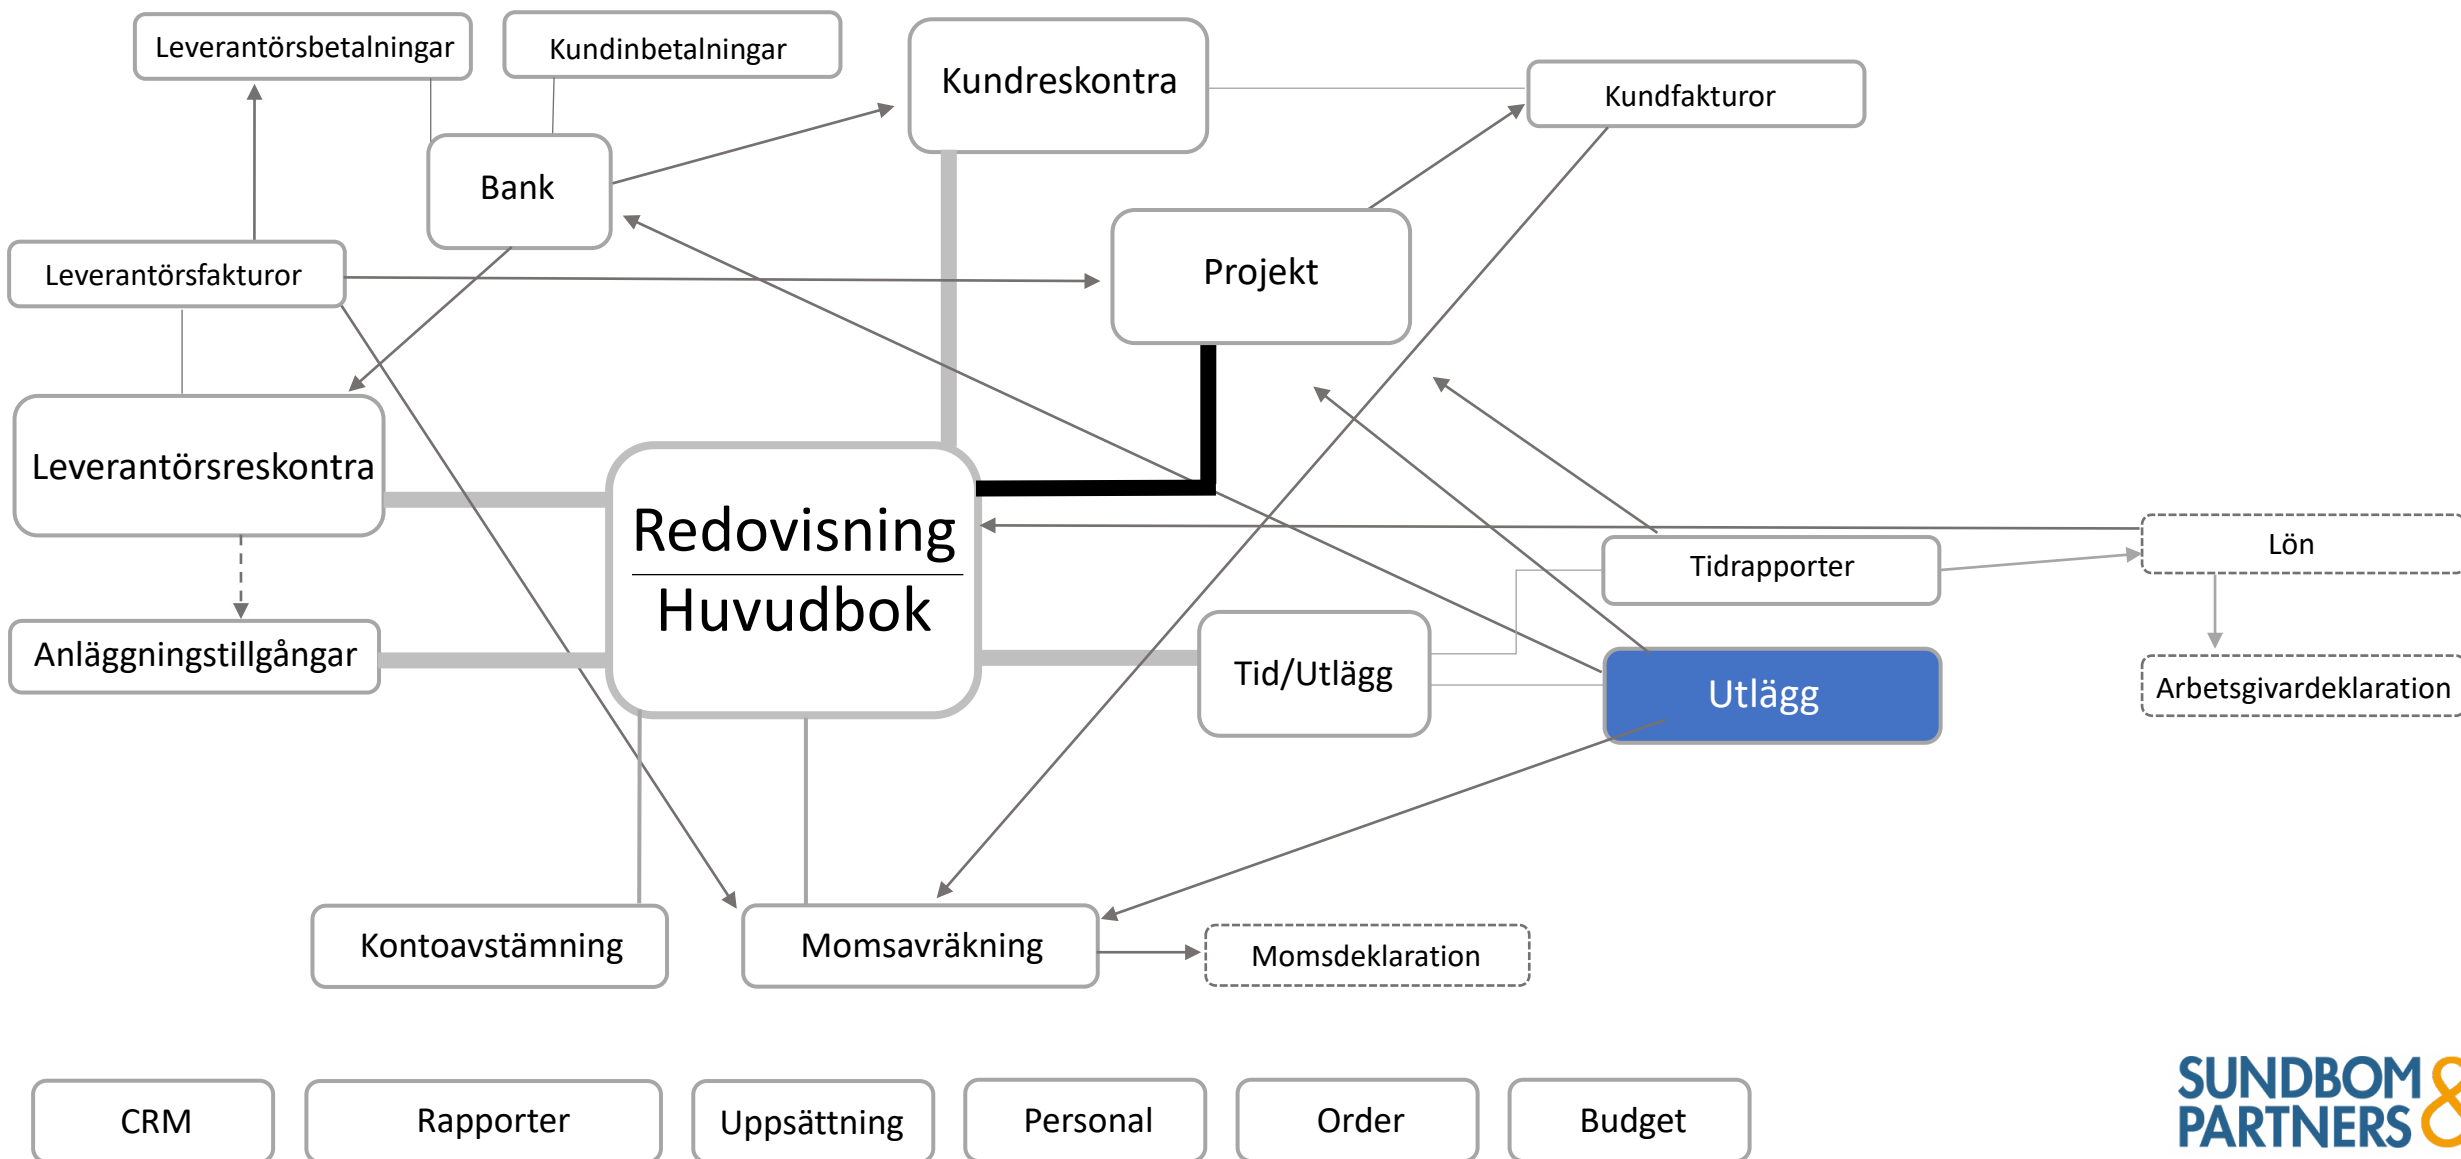 Leverantörsbetalningar
Kundinbetalningar
Kundreskontra
Kundfakturor
Bank
Leverantörsfakturor
Projekt
Leverantörsreskontra
Redovisning
Huvudbok
Lön
Tidrapporter
Anläggningstillgångar
Tid/Utlägg
Utlägg
Arbetsgivardeklaration
Kontoavstämning
Momsavräkning
Momsdeklaration
CRM
Rapporter
Uppsättning
Personal
Order
Budget
SUNDBOM &
PARTNERS